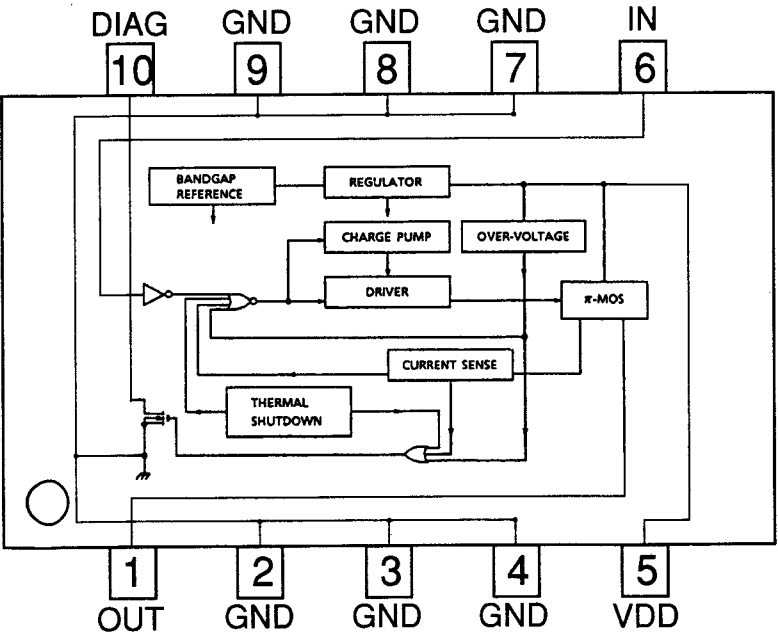 DIAG GND GND GND IN
10 9 8 7 6
BANDGAP
REFERENCE
REGULATOR
CHARGE PUMP
OVER-VOLTAGE
DRIVER
π-MOS
CURRENT SENSE
THERMAL
SHUTDOWN
1 2 3 4 5
OUT GND GND GND VDD